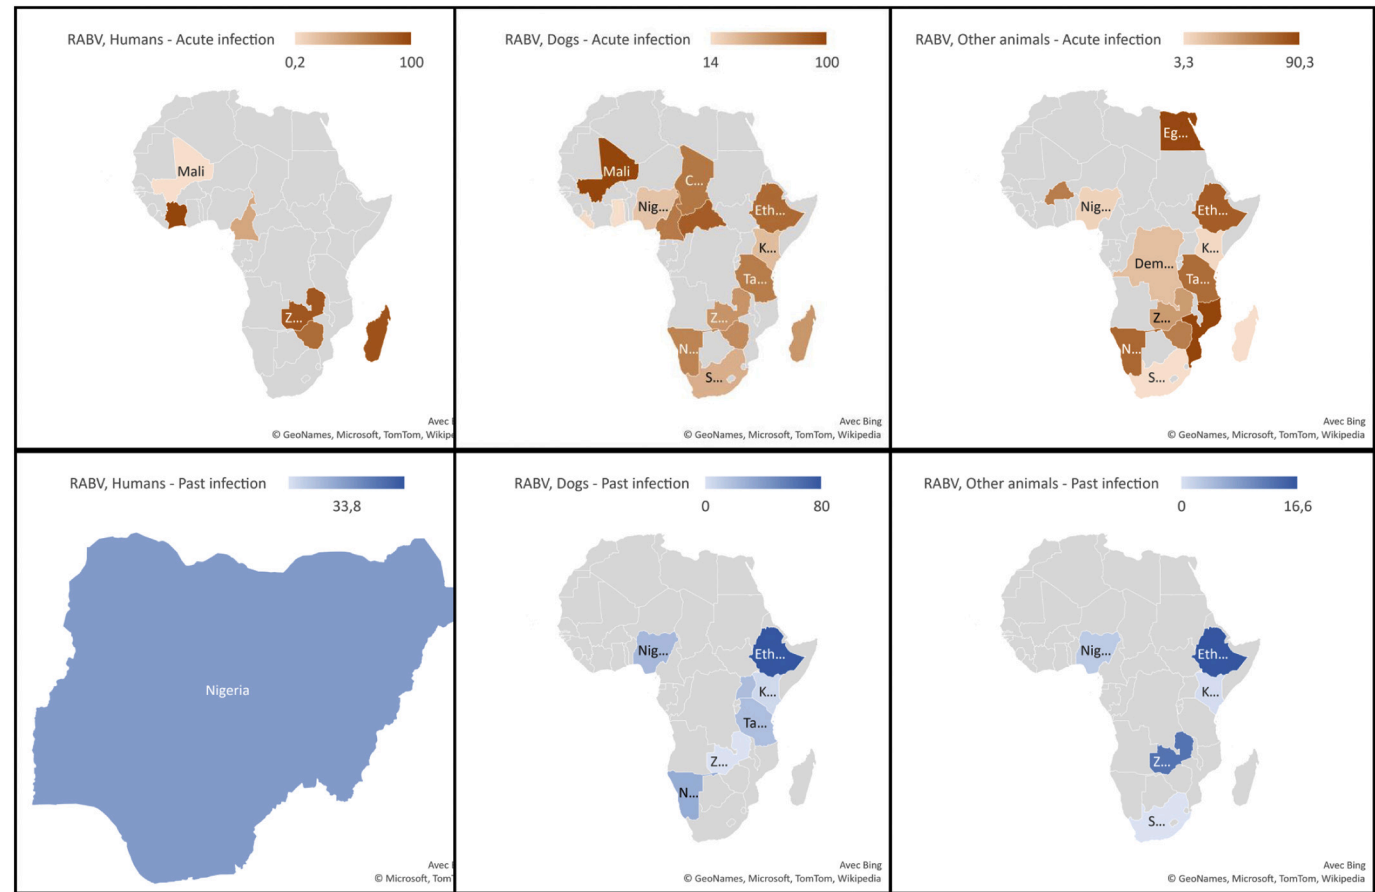 RABV, Humans - Acute infection
0,2 100
Mali
Z...
Avec
© GeoNames, Microsoft, TomTom, Wikip
RABV, Dogs - Acute infection
14 100
Mali
C...
Nig...
Eth...
K...
Ta...
Z...
N...
S...
Avec Bing
© GeoNames, Microsoft, TomTom, Wikipedia
RABV, Other animals - Acute infection
3,3 90,3
Eg...
Nig...
Eth...
K...
Dem...
Ta...
Z...
N...
S...
Avec Bing
© GeoNames, Microsoft, TomTom, Wikipedia
RABV, Humans - Past infection
33,8
Nigeria
Avec
© Microsoft, Tom
RABV, Dogs - Past infection
0 80
Nig...
Eth...
K...
Ta...
Z...
N...
Avec Bing
© GeoNames, Microsoft, TomTom, Wikipedia
RABV, Other animals - Past infection
0 16,6
Nig...
Eth...
K...
Z...
S...
Avec Bing
© GeoNames, Microsoft, TomTom, Wikipedia